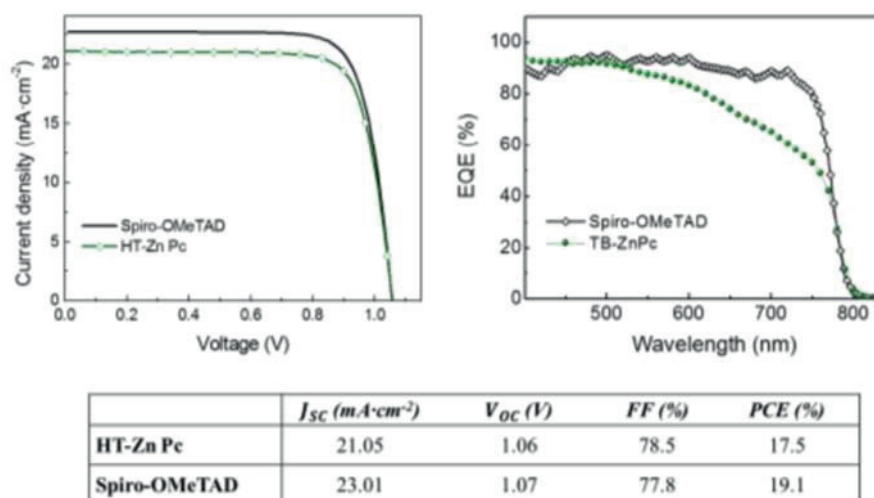 Current density (mA·cm⁻²)
20
15
10
5
0
Spiro-OMeTAD
HT-Zn Pc
0.0 0.2 0.4 0.6 0.8 1.0
Voltage (V)
EQE (%)
100
80
60
40
20
0
Spiro-OMeTAD
TB-ZnPc
500 600 700 800
Wavelength (nm)
J_SC (mA·cm⁻²) V_OC (V) FF (%) PCE (%)
HT-Zn Pc 21.05 1.06 78.5 17.5
Spiro-OMeTAD 23.01 1.07 77.8 19.1